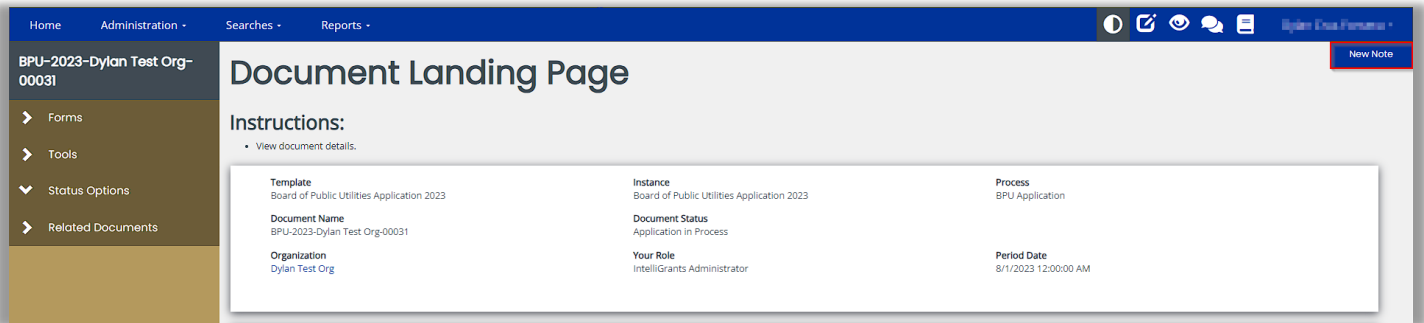 Home Administration Searches Reports
BPU-2023-Dylan Test Org-
00031
New Note
Document Landing Page
Forms
Tools
Status Options
Related Documents
Instructions:
• View document details.
Template
Board of Public Utilities Application 2023
Instance
Board of Public Utilities Application 2023
Process
BPU Application
Document Name
BPU-2023-Dylan Test Org-00031
Document Status
Application in Process
Organization
Dylan Test Org
Your Role
IntelliGrants Administrator
Period Date
8/1/2023 12:00:00 AM